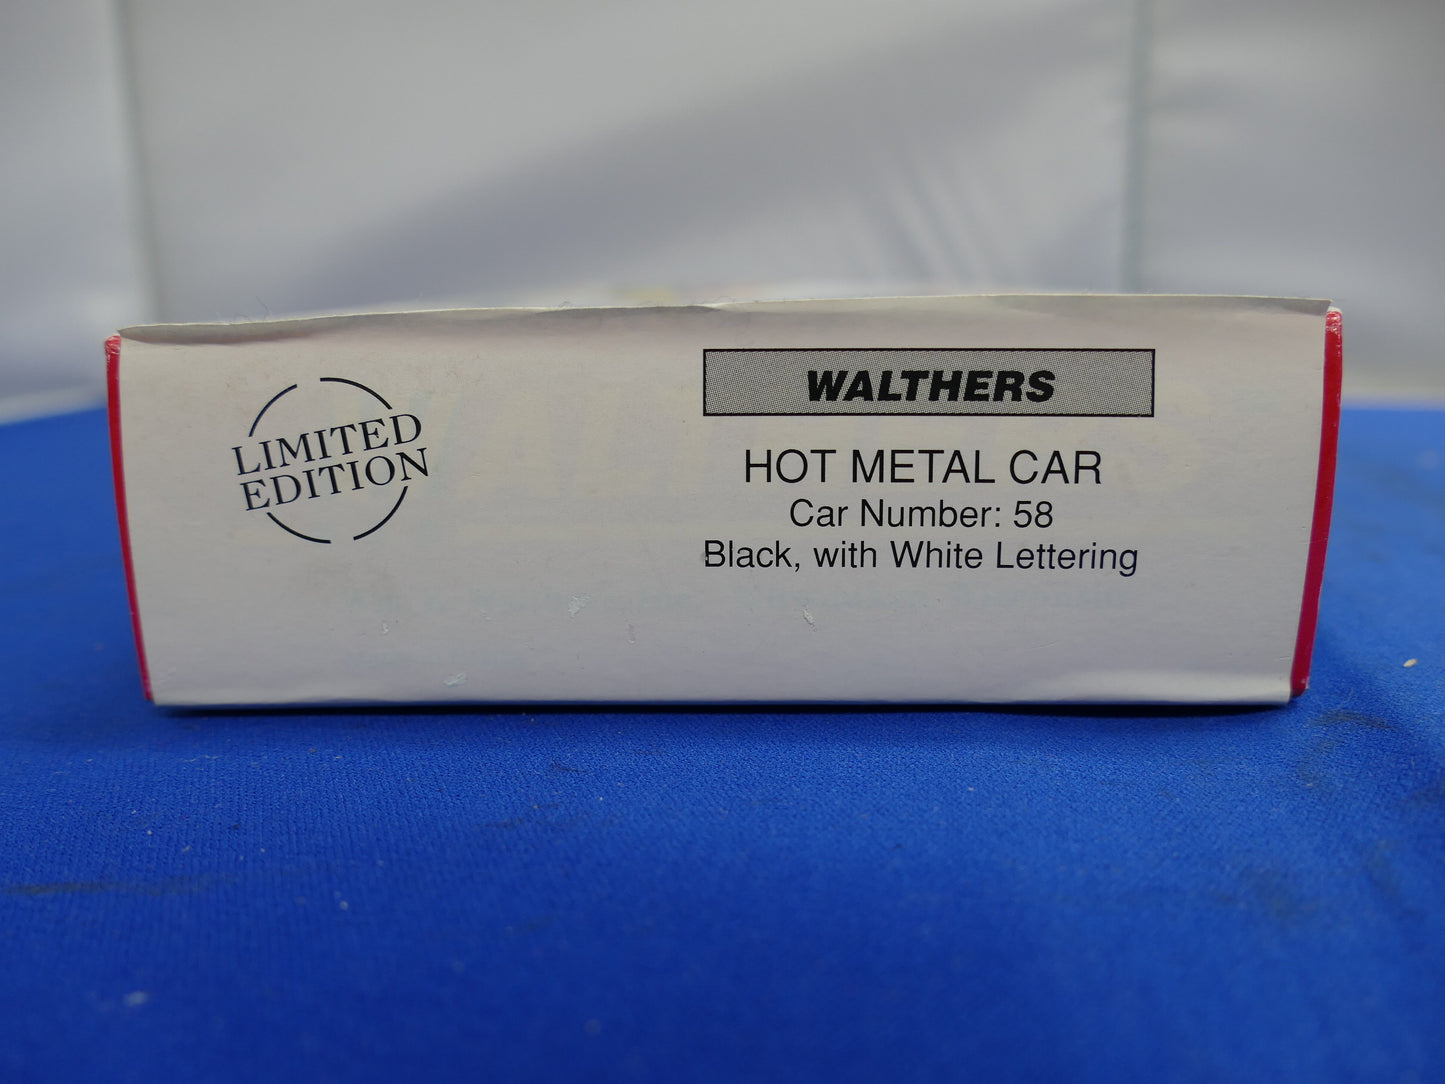 LIMITED
EDITION
WALTHERS
HOT METAL CAR
Car Number: 58
Black, with White Lettering